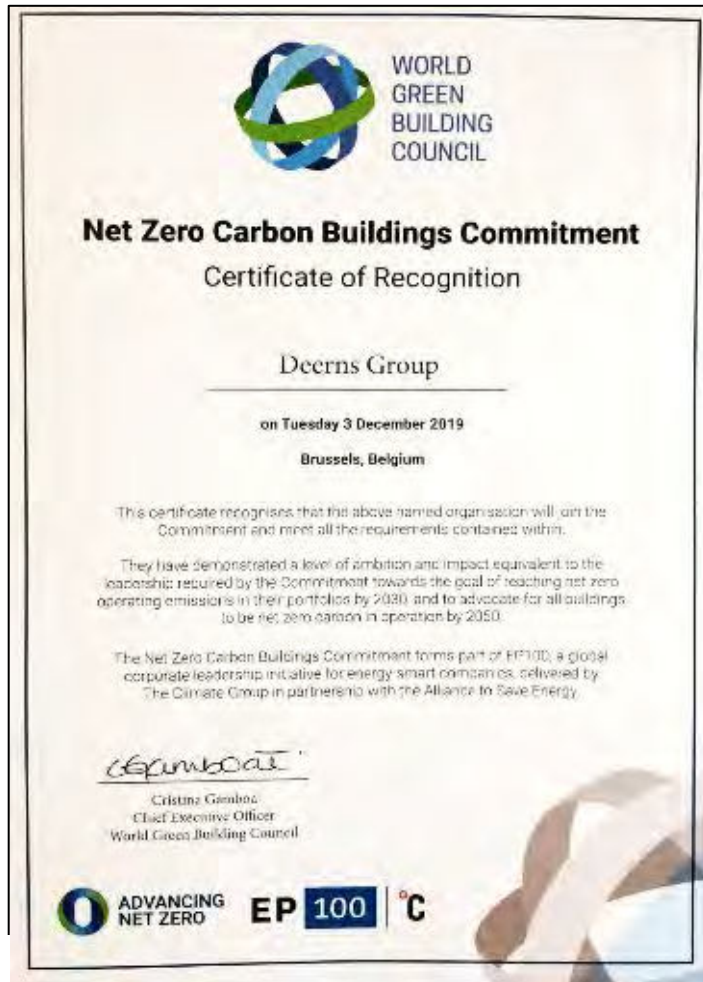 WORLD
GREEN
BUILDING
COUNCIL
Net Zero Carbon Buildings Commitment
Certificate of Recognition
Deerns Group
on Tuesday 3 December 2019
Brussels, Belgium
This certificate recognises that the above named organisation will join the
Commitment and meet all the requirements contained within.
They have demonstrated a level of ambition and impact equivalent to the
leadership required by the Commitment towards the goal of reaching net zero
operating emissions in their portfolios by 2030, and to advocate for all buildings
to be net zero carbon in operation by 2050.
The Net Zero Carbon Buildings Commitment forms part of EP100, a global
corporate leadership initiative for energy smart companies, delivered by
The Climate Group in partnership with the Alliance to Save Energy
CGamboa
Cristina Gamboa
Chief Executive Officer
World Green Building Council
ADVANCING
NET ZERO
EP 100
°C